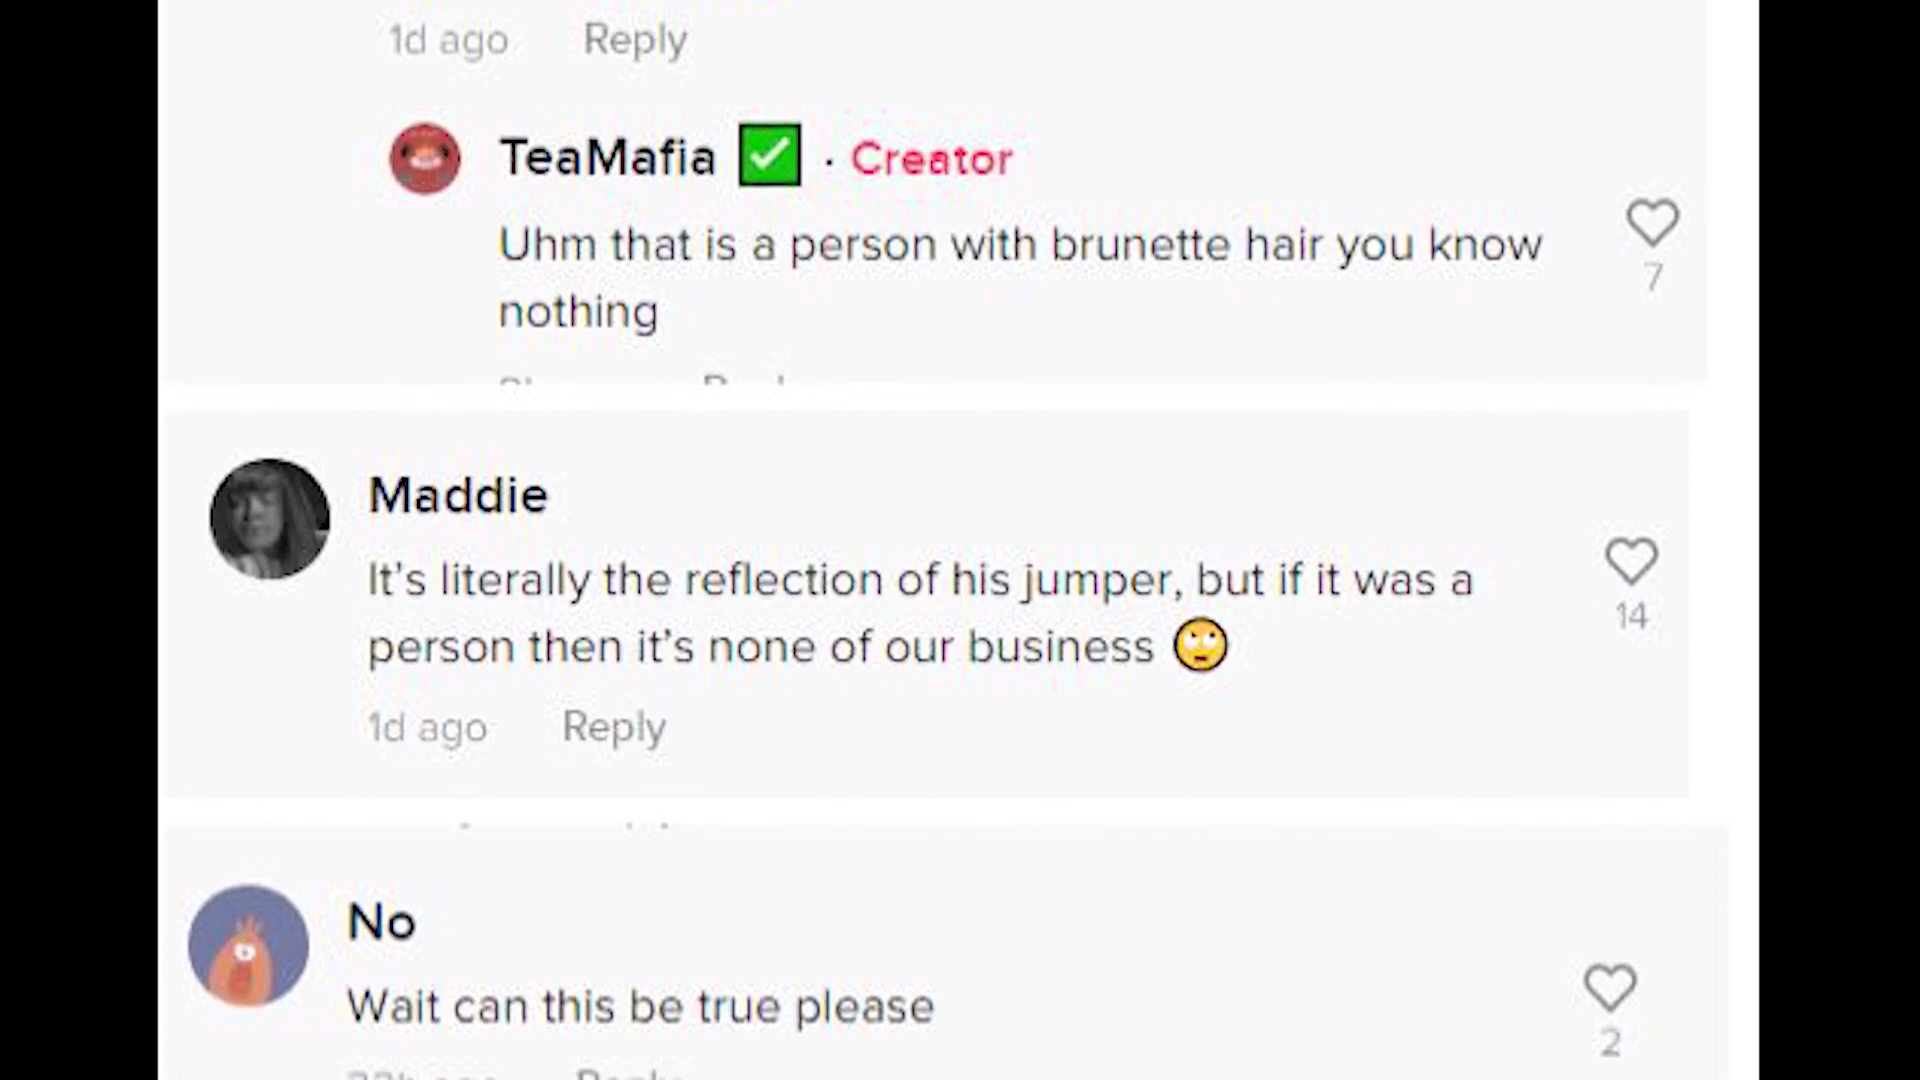 1d ago Reply
TeaMafia ✅ · Creator
Uhm that is a person with brunette hair you know
7
nothing
Maddie
It's literally the reflection of his jumper, but if it was a
14
person then it's none of our business 🙄
1d ago Reply
No
Wait can this be true please
2